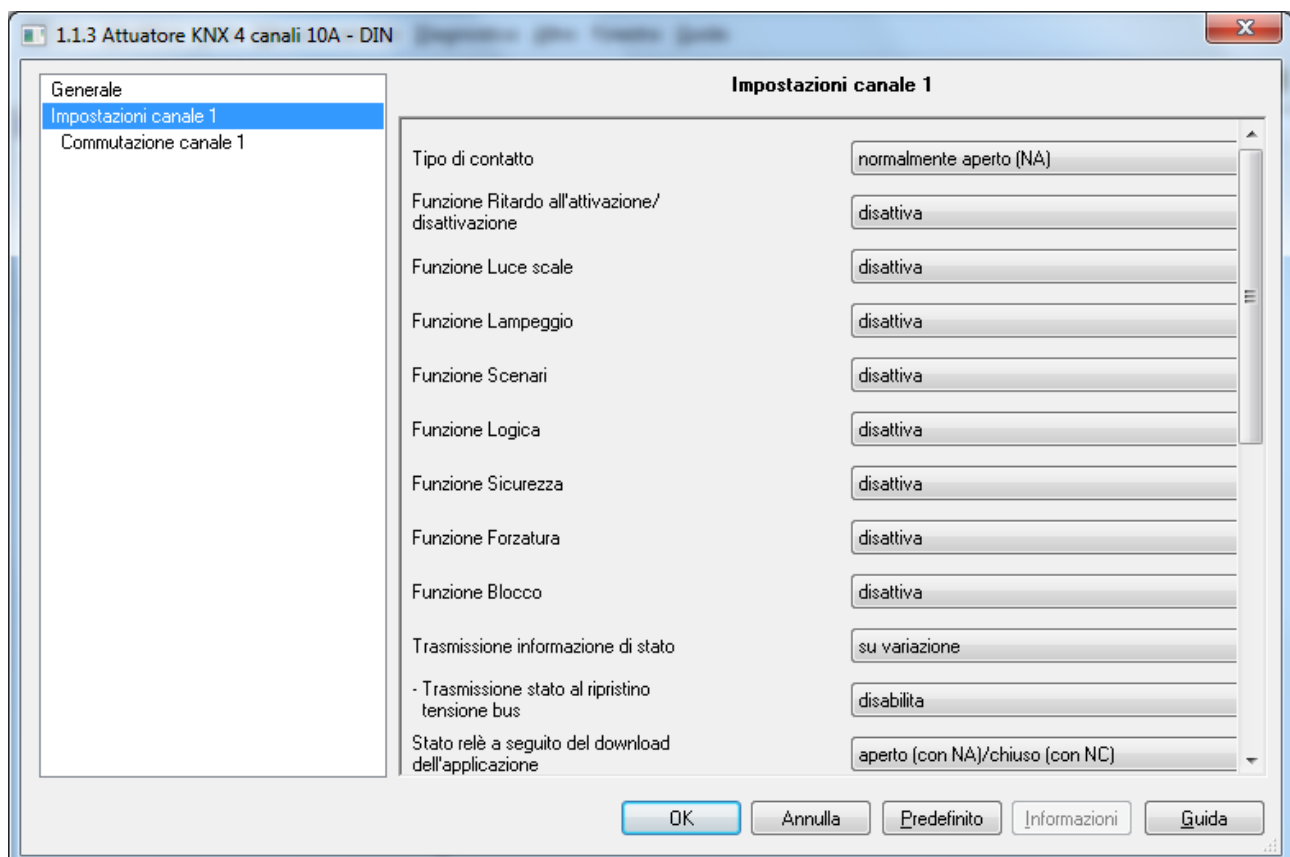 1.1.3 Attuatore KNX 4 canali 10A - DIN
Generale
Impostazioni canale 1
Commutazione canale 1
Impostazioni canale 1
Tipo di contatto
normalmente aperto (NA)
Funzione Ritardo all'attivazione/
disattivazione
disattiva
Funzione Luce scale
disattiva
Funzione Lampeggio
disattiva
Funzione Scenari
disattiva
Funzione Logica
disattiva
Funzione Sicurezza
disattiva
Funzione Forzatura
disattiva
Funzione Blocco
disattiva
Trasmissione informazione di stato
su variazione
- Trasmissione stato al ripristino
tensione bus
disabilita
Stato relè a seguito del download
dell'applicazione
aperto (con NA)/chiuso (con NC)
OK
Annulla
Predefinito
Informazioni
Guida